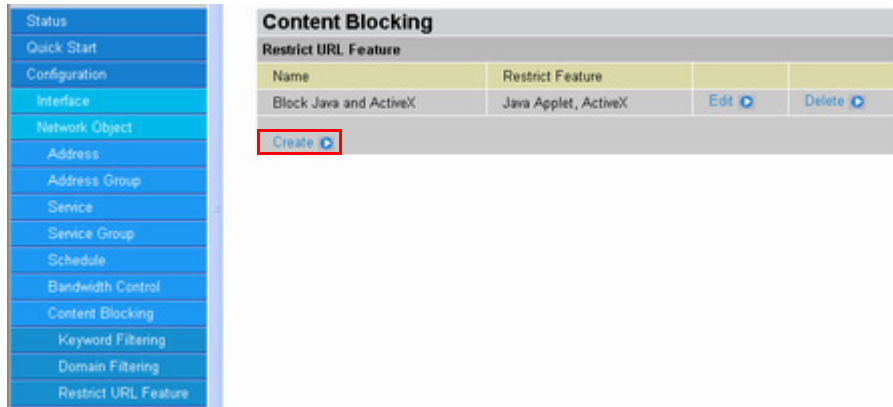 Status
Quick Start
Configuration
Interface
Network Object
Address
Address Group
Service
Service Group
Schedule
Bandwidth Control
Content Blocking
Keyword Filtering
Domain Filtering
Restrict URL Feature
Content Blocking
Restrict URL Feature
Name Restrict Feature
Block Java and ActiveX Java Applet, ActiveX Edit Delete
Create